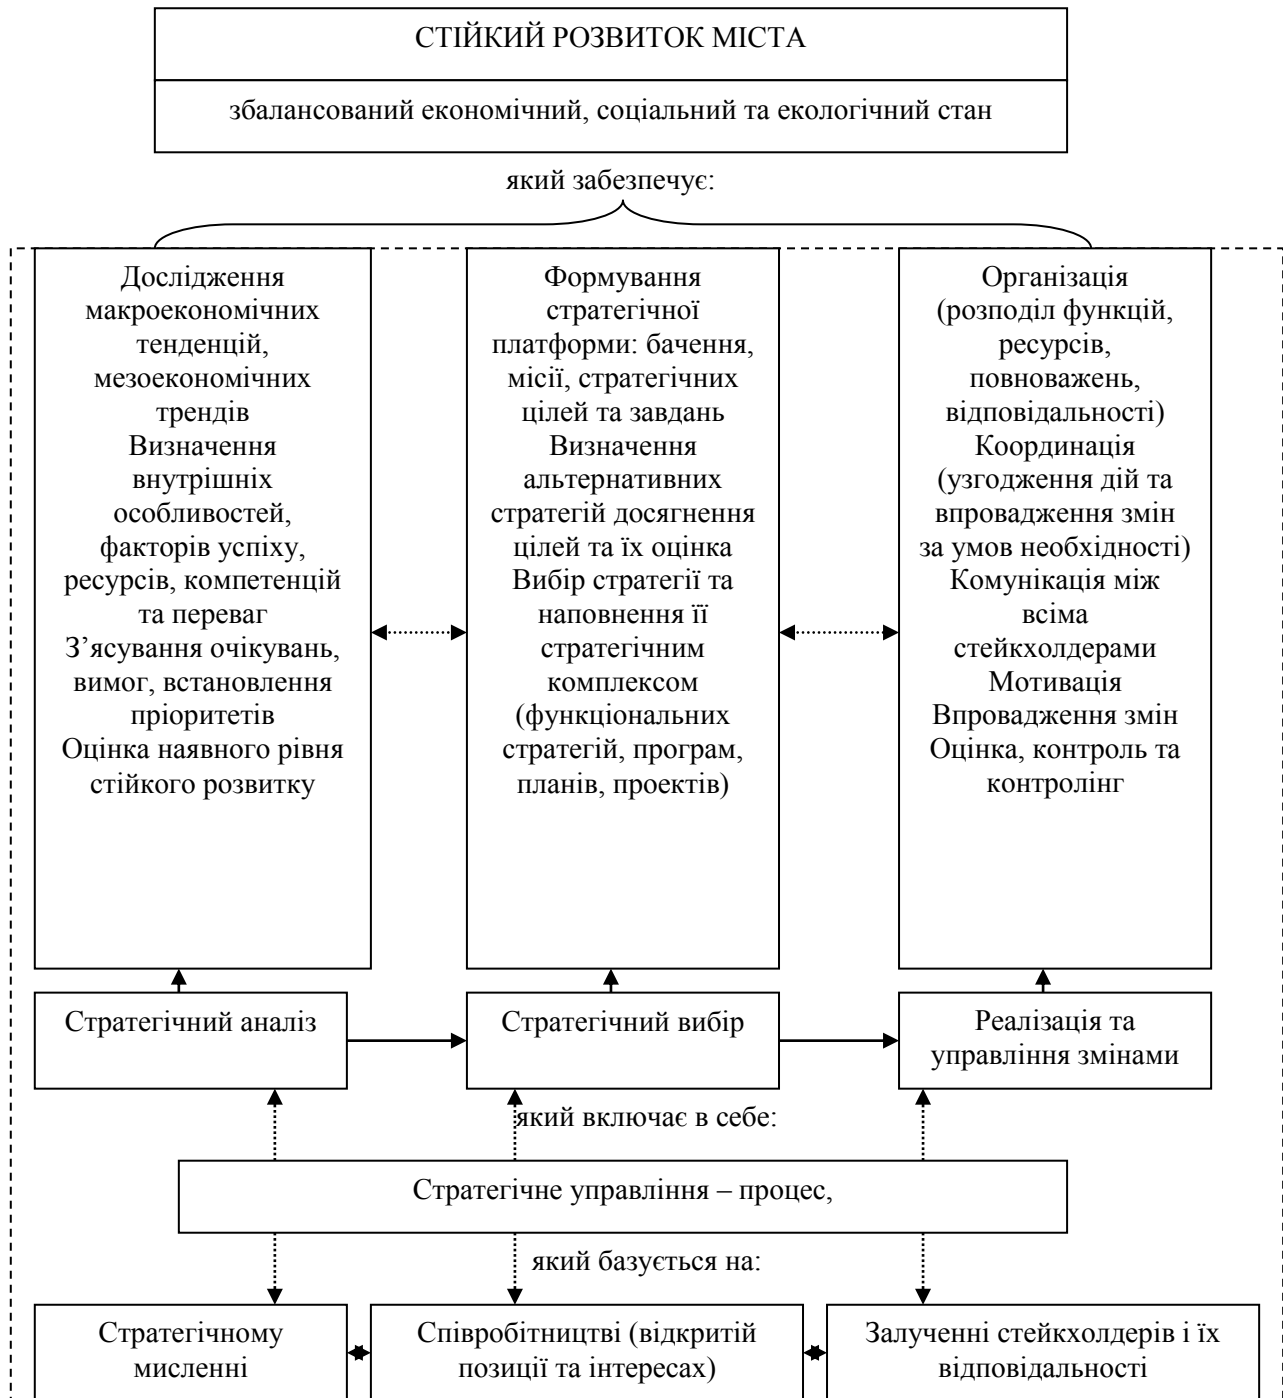 СТІЙКИЙ РОЗВИТОК МІСТА
збалансований економічний, соціальний та екологічний стан
який забезпечує:
Дослідження
макроекономічних
тенденцій,
мезоекономічних
трендів
Визначення
внутрішніх
особливостей,
факторів успіху,
ресурсів, компетенцій
та переваг
З’ясування очікувань,
вимог, встановлення
пріоритетів
Оцінка наявного рівня
стійкого розвитку
Формування
стратегічної
платформи: бачення,
місії, стратегічних
цілей та завдань
Визначення
альтернативних
стратегій досягнення
цілей та їх оцінка
Вибір стратегії та
наповнення її
стратегічним
комплексом
(функціональних
стратегій, програм,
планів, проектів)
Організація
(розподіл функцій,
ресурсів,
повноважень,
відповідальності)
Координація
(узгодження дій та
впровадження змін
за умов необхідності)
Комунікація між
всіма
стейкхолдерами
Мотивація
Впровадження змін
Оцінка, контроль та
контролінг
Стратегічний аналіз
Стратегічний вибір
Реалізація та
управління змінами
який включає в себе:
Стратегічне управління – процес,
який базується на:
Стратегічному
мисленні
Співробітництві (відкритій
позиції та інтересах)
Залученні стейкхолдерів і їх
відповідальності